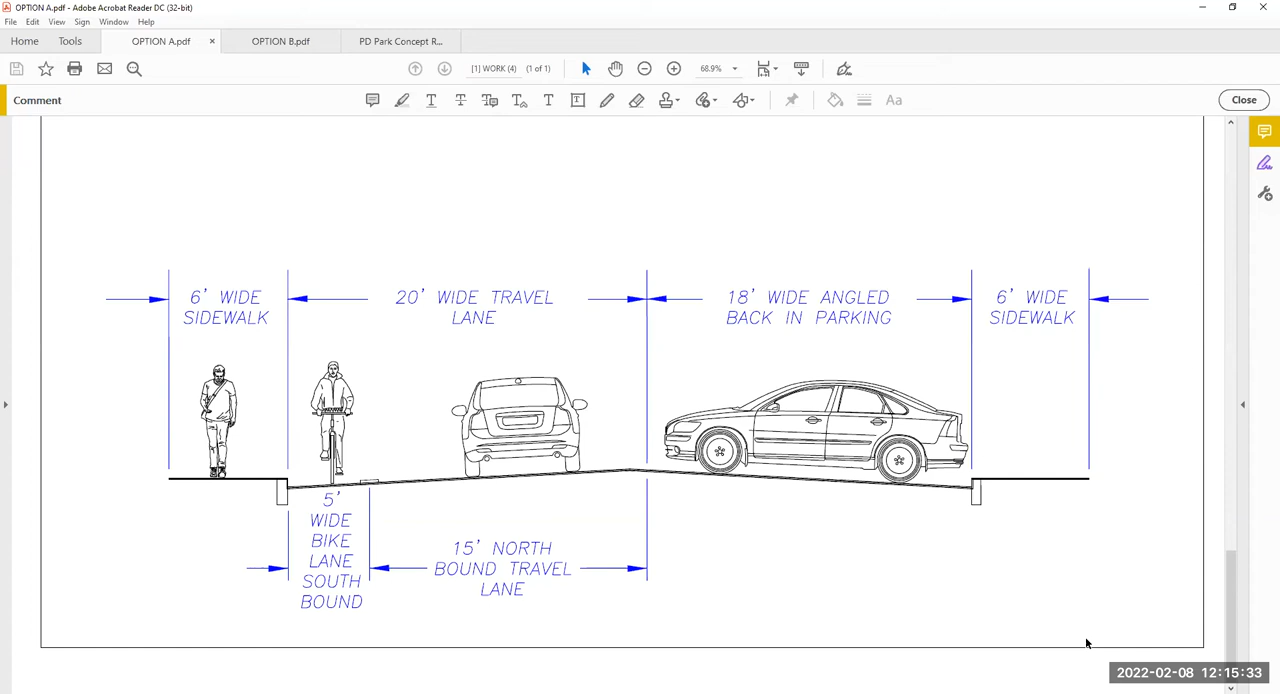 OPTION A.pdf - Adobe Acrobat Reader DC (32-bit)
File Edit View Sign Window Help
Home Tools OPTION A.pdf × OPTION B.pdf PD Park Concept R...
[1] WORK (4) (1 of 1) 68.9%
Comment Aa Close
6' WIDE
SIDEWALK
20' WIDE TRAVEL
LANE
18' WIDE ANGLED
BACK IN PARKING
6' WIDE
SIDEWALK
5'
WIDE
BIKE
LANE
SOUTH
BOUND
15' NORTH
BOUND TRAVEL
LANE
2022-02-08 12:15:33